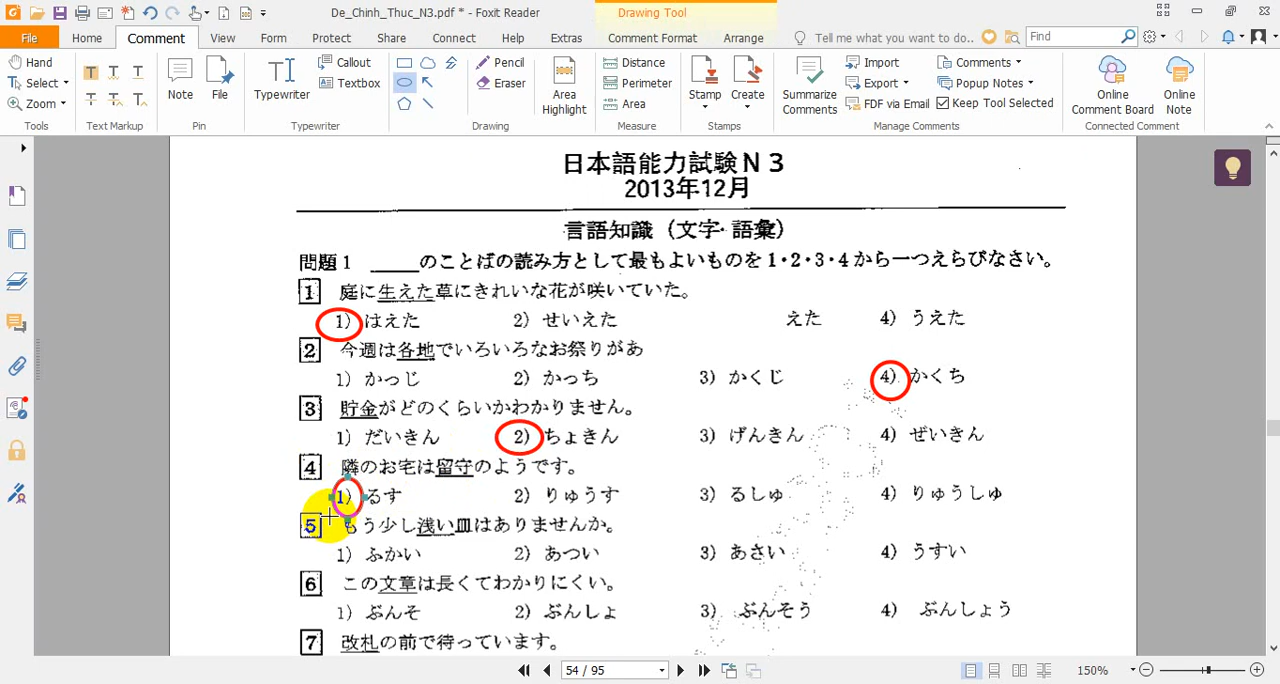 De_Chinh_Thuc_N3.pdf * - Foxit Reader
Drawing Tool
File Home Comment View Form Protect Share Connect Help Extras Comment Format Arrange Tell me what you want to do.. Find
Hand
Select
Zoom
Tools
T T T
T T T
Text Markup
Note
File
Pin
Typewriter
Callout
Textbox
Typewriter
Pencil
Eraser
Drawing
Area Highlight
Distance
Perimeter
Area
Measure
Stamp
Create
Stamps
Summarize Comments
Import
Export
FDF via Email
Comments
Popup Notes
Keep Tool Selected
Manage Comments
Online Comment Board
Online Note
Connected Comment
日本語能力試験N3
2013年12月
言語知識(文字・語彙)
問題1 _____のことばの読み方として最もよいものを1・2・3・4から一つえらびなさい。
1 庭に生えた草にきれいな花が咲いていた。
1) はえた 2) せいえた えた 4) うえた
2 今週は各地でいろいろなお祭りがあ
1) かっじ 2) かっち 3) かくじ 4) かくち
3 貯金がどのくらいかわかりません。
1) だいきん 2) ちょきん 3) げんきん 4) ぜいきん
4 隣のお宅は留守のようです。
1) るす 2) りゅうす 3) るしゅ 4) りゅうしゅ
5 もう少し浅い皿はありませんか。
1) ふかい 2) あつい 3) あさい 4) うすい
6 この文章は長くてわかりにくい。
1) ぶんそ 2) ぶんしょ 3) ぶんそう 4) ぶんしょう
7 改札の前で待っています。
54 / 95
150%